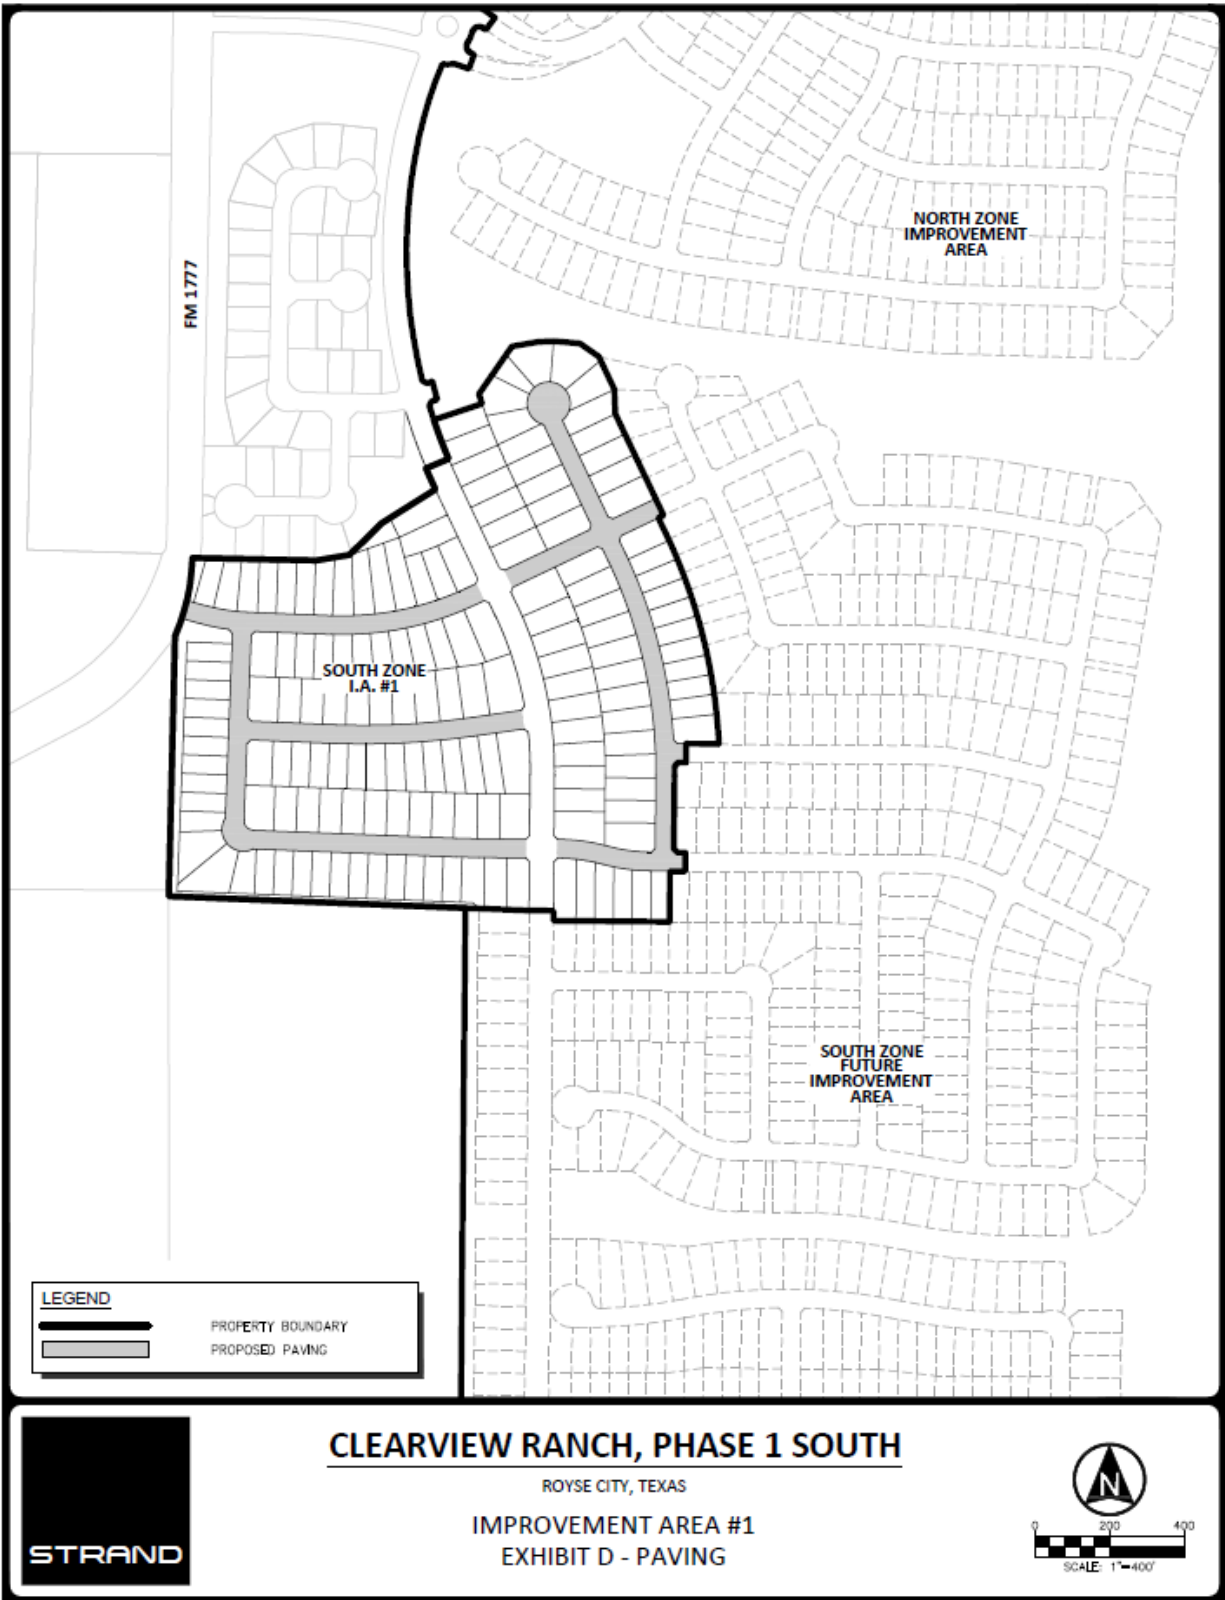 NORTH ZONE
IMPROVEMENT
AREA
FM 1777
SOUTH ZONE
I.A. #1
SOUTH ZONE
FUTURE
IMPROVEMENT
AREA
LEGEND
PROPERTY BOUNDARY
PROPOSED PAVING
STRAND
CLEARVIEW RANCH, PHASE 1 SOUTH
ROYSE CITY, TEXAS
IMPROVEMENT AREA #1
EXHIBIT D - PAVING
N
0 200 400
SCALE: 1"=400'